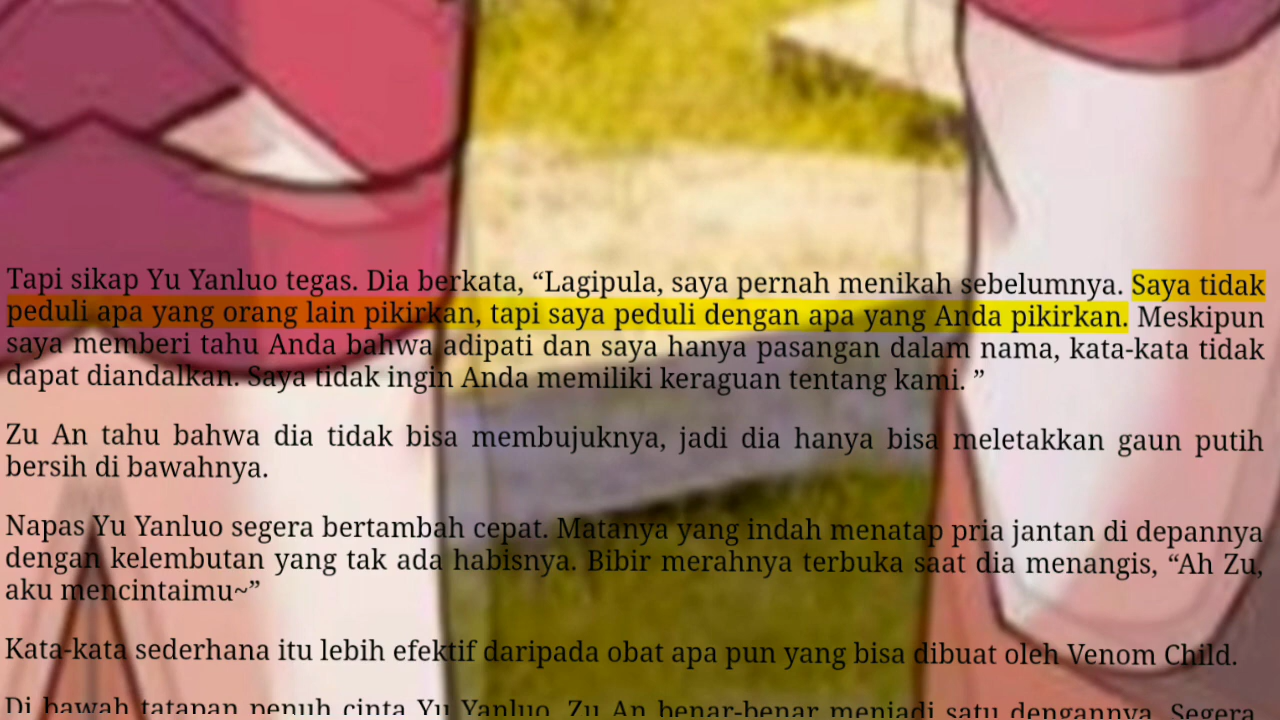 Tapi sikap Yu Yanluo tegas. Dia berkata, “Lagipula, saya pernah menikah sebelumnya. Saya tidak
peduli apa yang orang lain pikirkan, tapi saya peduli dengan apa yang Anda pikirkan. Meskipun
saya memberi tahu Anda bahwa adipati dan saya hanya pasangan dalam nama, kata-kata tidak
dapat diandalkan. Saya tidak ingin Anda memiliki keraguan tentang kami. ”
Zu An tahu bahwa dia tidak bisa membujuknya, jadi dia hanya bisa meletakkan gaun putih
bersih di bawahnya.
Napas Yu Yanluo segera bertambah cepat. Matanya yang indah menatap pria jantan di depannya
dengan kelembutan yang tak ada habisnya. Bibir merahnya terbuka saat dia menangis, “Ah Zu,
aku mencintaimu~”
Kata-kata sederhana itu lebih efektif daripada obat apa pun yang bisa dibuat oleh Venom Child.
Di bawah tatapan penuh cinta Yu Yanluo, Zu An benar-benar menjadi satu dengannya. Segera